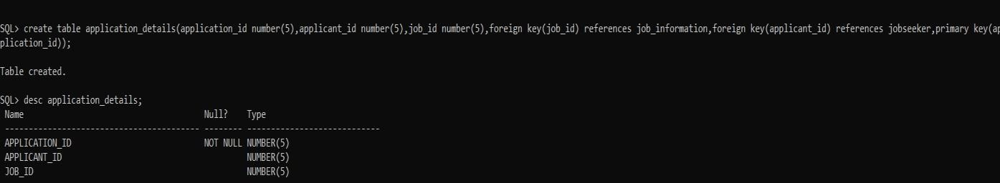 SQL> create table application_details(application_id number(5),applicant_id number(5),job_id number(5),foreign key(job_id) references job_information,foreign key(applicant_id) references jobseeker,primary key(ap
plication_id));
Table created.
SQL> desc application_details;
Name Null? Type
----------------------------------------- -------- ----------------------------
APPLICATION_ID NOT NULL NUMBER(5)
APPLICANT_ID NUMBER(5)
JOB_ID NUMBER(5)